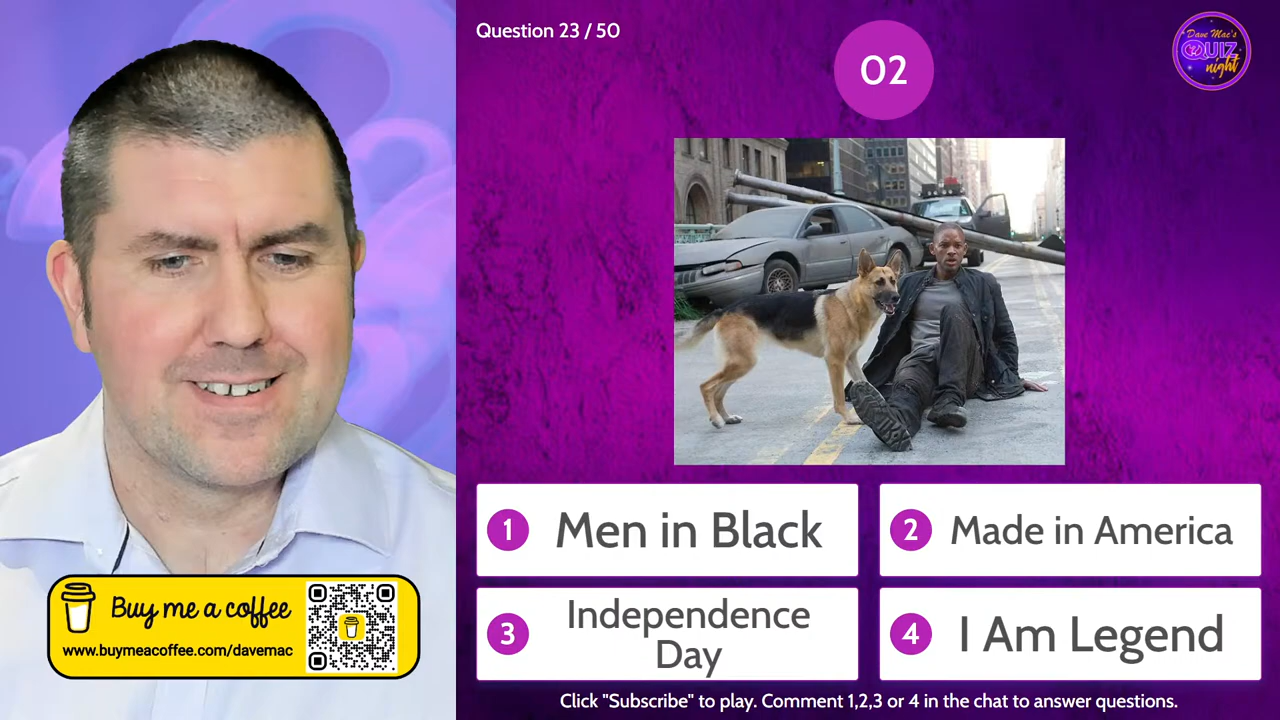 Question 23 / 50
02
Dave Mac's
QUIZ
night
1 Men in Black
2 Made in America
3 Independence
Day
4 I Am Legend
Buy me a coffee
www.buymeacoffee.com/davemac
Click "Subscribe" to play. Comment 1,2,3 or 4 in the chat to answer questions.